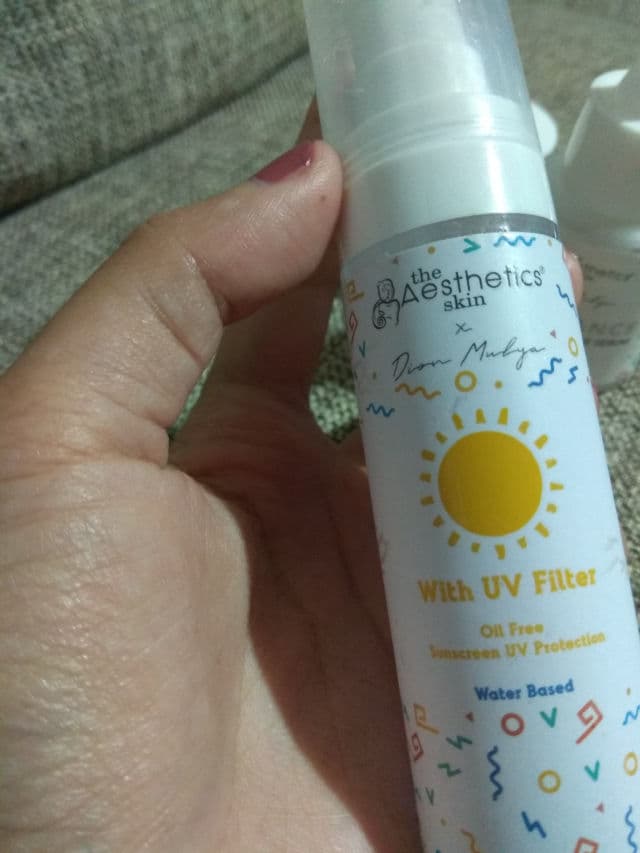 the
Aesthetics®
skin
x
Dion Mulya
With UV Filter
Oil Free
Sunscreen UV Protection
Water Based